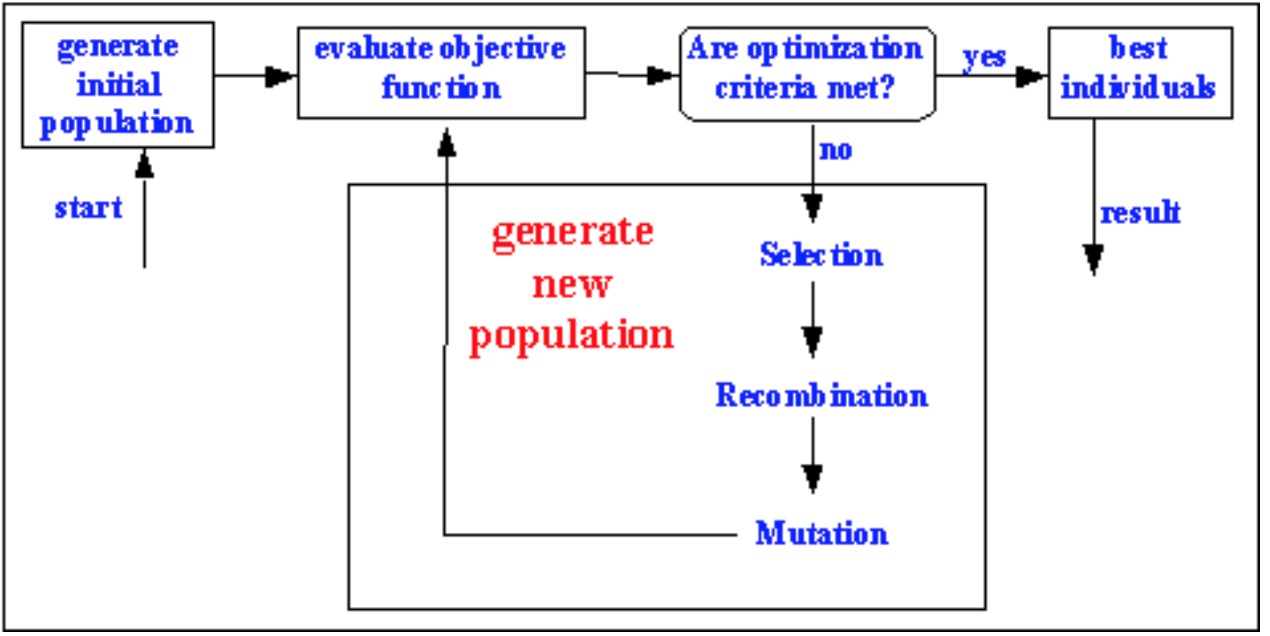 generate
initial
population
evaluate objective
function
Are optimization
criteria met?
yes
best
individuals
no
start
result
generate
new
population
Selection
Recombination
Mutation